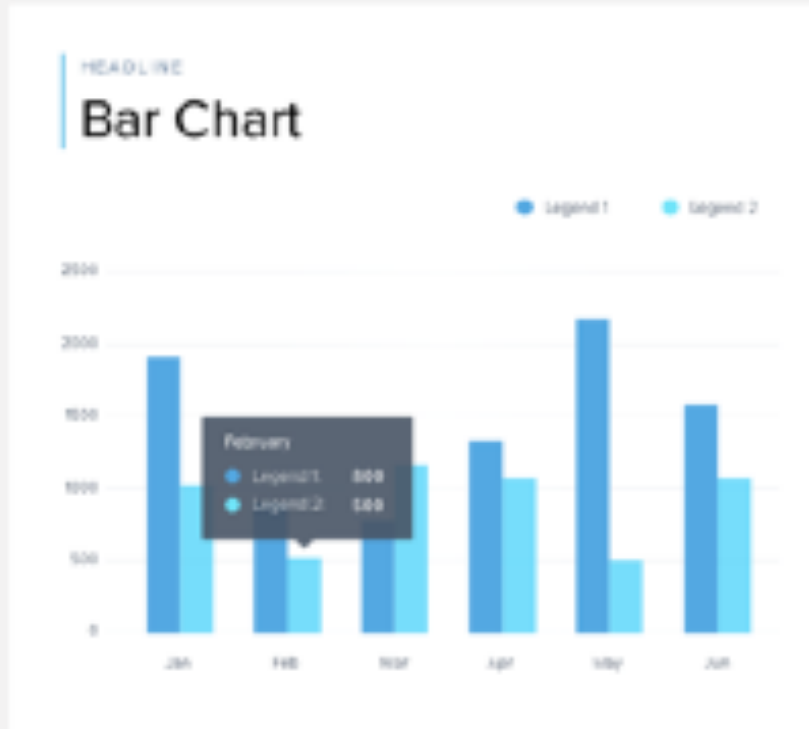 HEADLINE
Bar Chart
Legend 1 Legend 2
2500
2000
1500
1000
500
0
February
Legend 1
Legend 2 500
Jan Feb Mar Apr May Jun